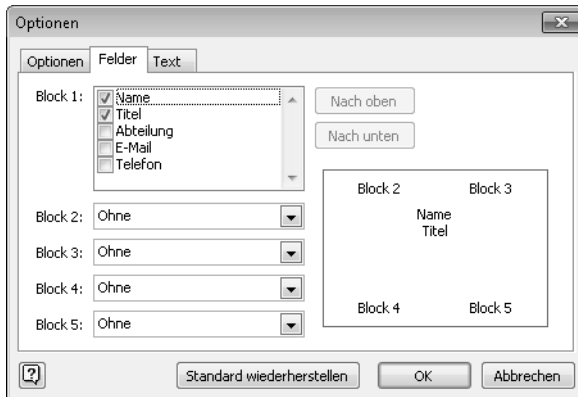 Optionen
Optionen Felder Text
Block 1:
Name
Titel
Abteilung
E-Mail
Telefon
Nach oben
Nach unten
Block 2: Ohne
Block 3: Ohne
Block 4: Ohne
Block 5: Ohne
Block 2 Block 3
Name
Titel
Block 4 Block 5
? Standard wiederherstellen OK Abbrechen